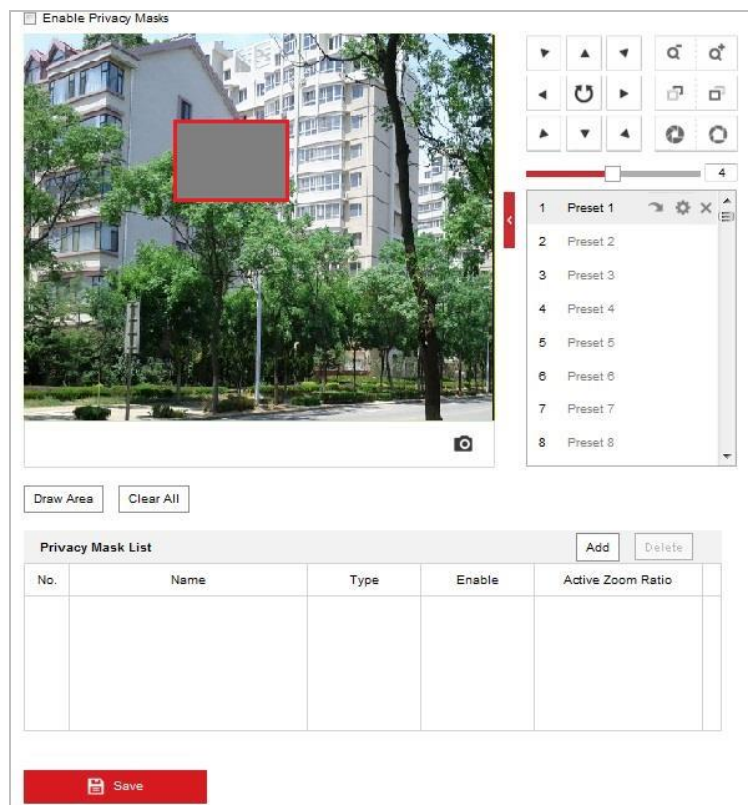 Enable Privacy Masks
4
1 Preset 1
2 Preset 2
3 Preset 3
4 Preset 4
5 Preset 5
6 Preset 6
7 Preset 7
8 Preset 8
Draw Area Clear All
Privacy Mask List Add Delete
No. Name Type Enable Active Zoom Ratio
Save